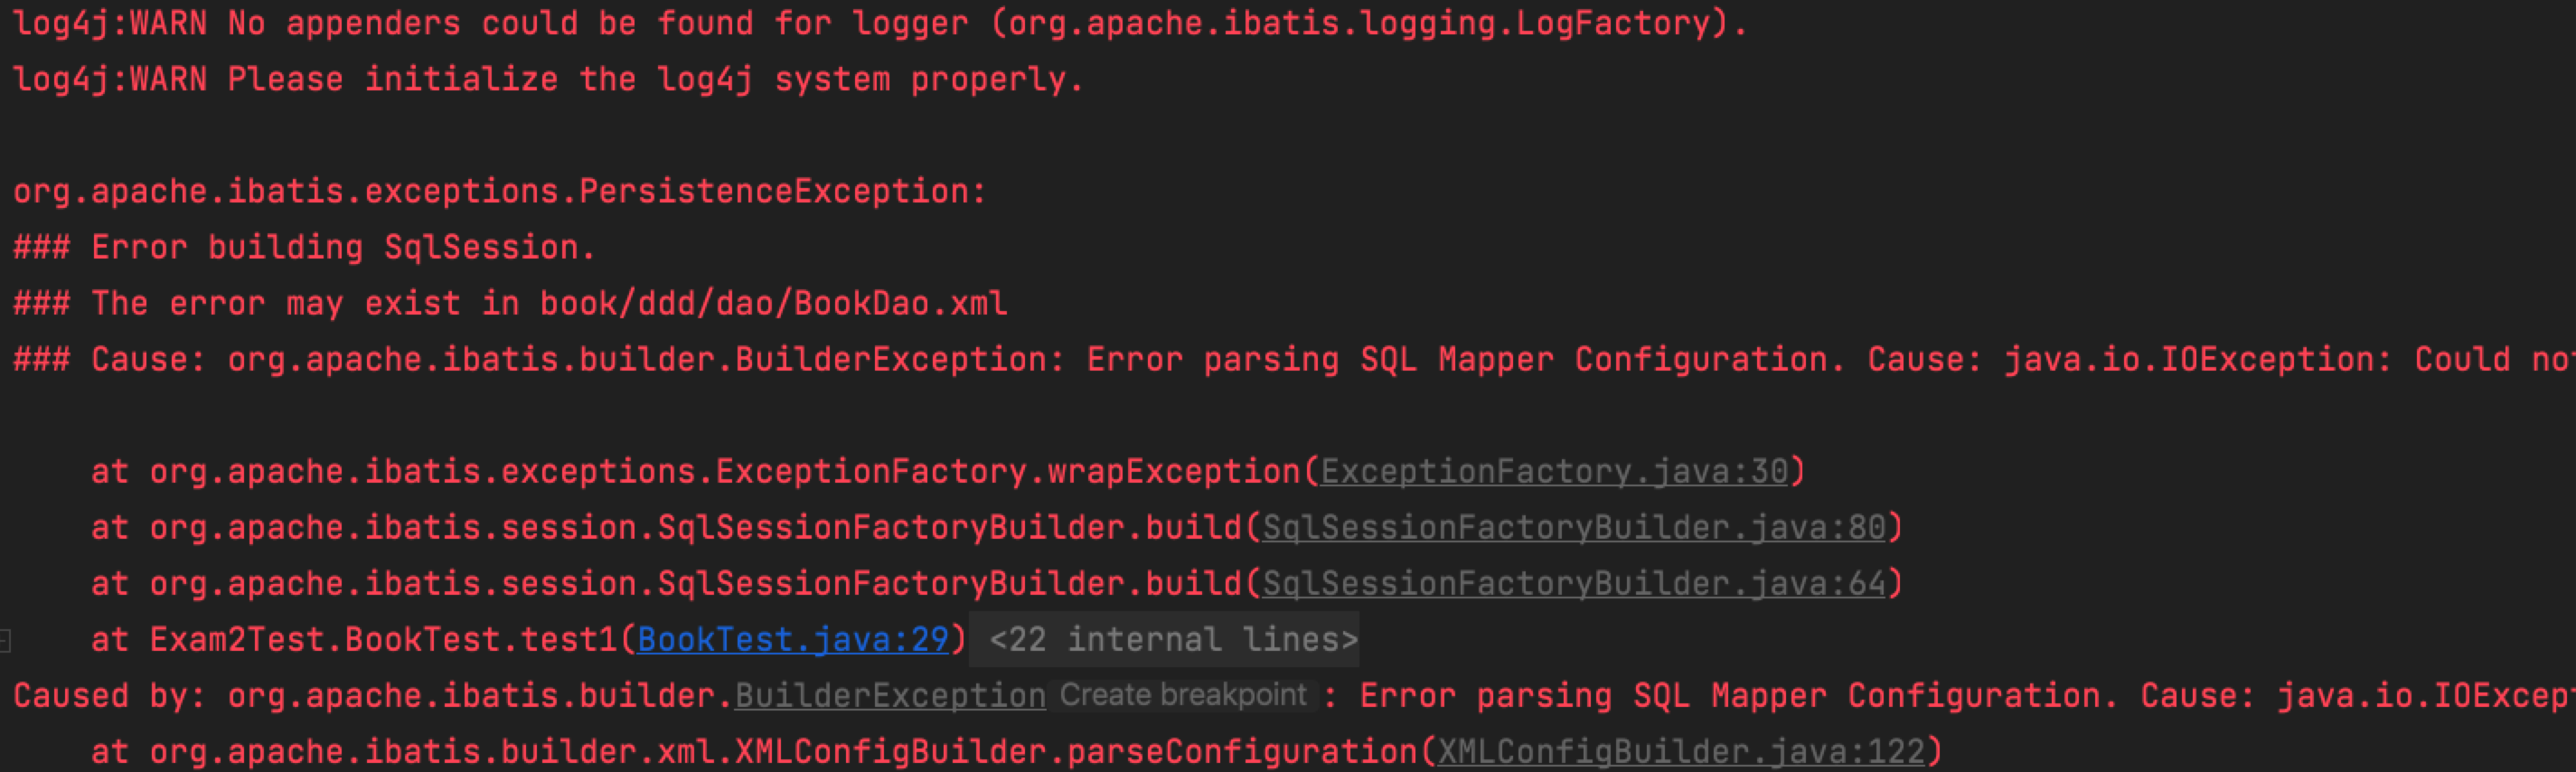 log4j:WARN No appenders could be found for logger (org.apache.ibatis.logging.LogFactory).
log4j:WARN Please initialize the log4j system properly.
org.apache.ibatis.exceptions.PersistenceException:
### Error building SqlSession.
### The error may exist in book/ddd/dao/BookDao.xml
### Cause: org.apache.ibatis.builder.BuilderException: Error parsing SQL Mapper Configuration. Cause: java.io.IOException: Could no
at org.apache.ibatis.exceptions.ExceptionFactory.wrapException(ExceptionFactory.java:30)
at org.apache.ibatis.session.SqlSessionFactoryBuilder.build(SqlSessionFactoryBuilder.java:80)
at org.apache.ibatis.session.SqlSessionFactoryBuilder.build(SqlSessionFactoryBuilder.java:64)
at Exam2Test.BookTest.test1(BookTest.java:29) <22 internal lines>
Caused by: org.apache.ibatis.builder.BuilderException Create breakpoint : Error parsing SQL Mapper Configuration. Cause: java.io.IOExcep
at org.apache.ibatis.builder.xml.XMLConfigBuilder.parseConfiguration(XMLConfigBuilder.java:122)